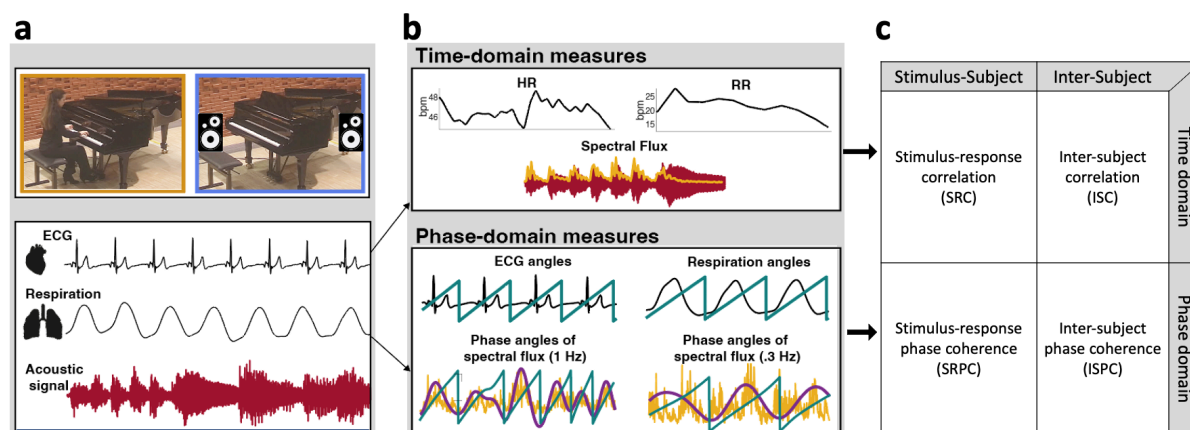 a
ECG
Respiration
Acoustic
signal
b
Time-domain measures
HR
bpm
48
46
RR
bpm
25
20
15
Spectral Flux
Phase-domain measures
ECG angles
Respiration angles
Phase angles of
spectral flux (1 Hz)
Phase angles of
spectral flux (.3 Hz)
c
Stimulus-Subject
Inter-Subject
Stimulus-response
correlation
(SRC)
Inter-subject
correlation
(ISC)
Time domain
Stimulus-response
phase coherence
(SRPC)
Inter-subject
phase coherence
(ISPC)
Phase domain